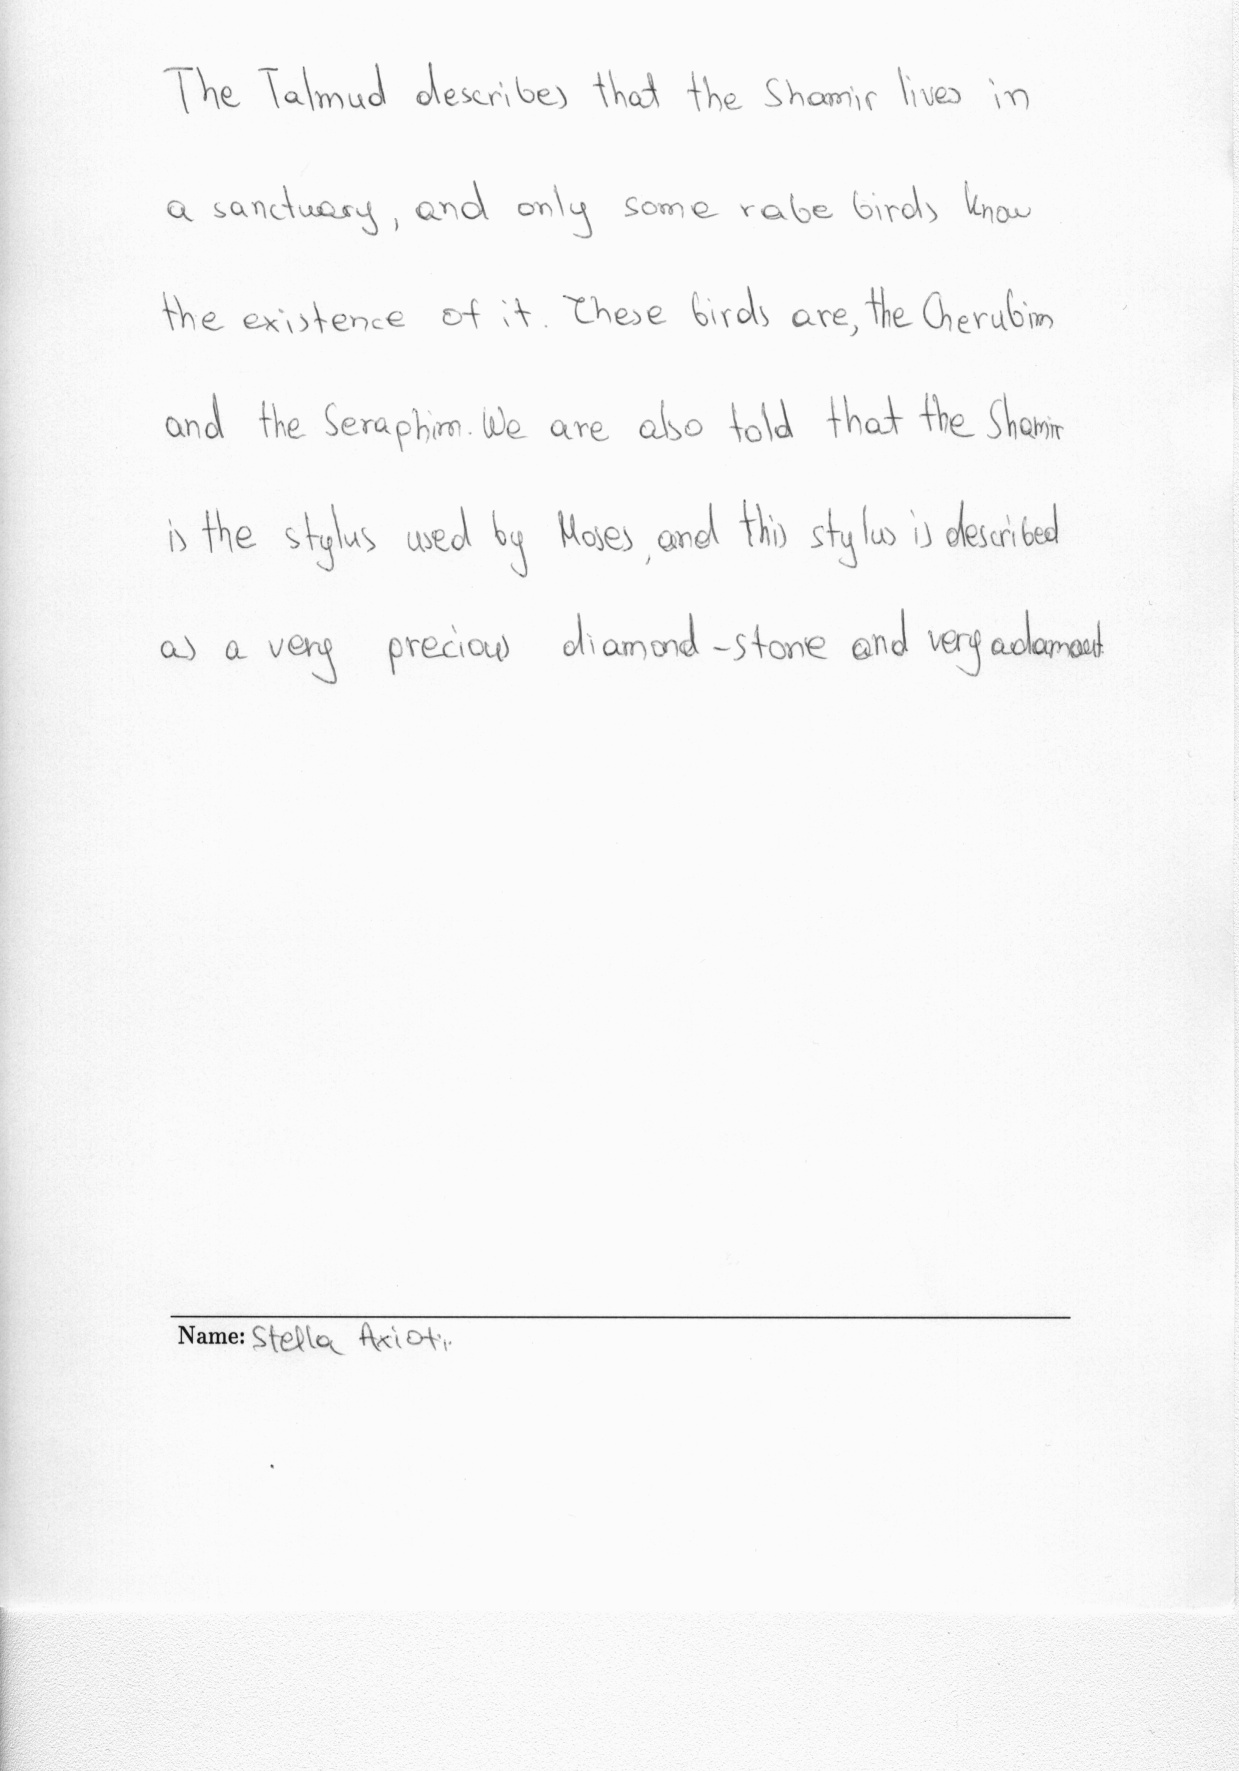 The Talmud describes that the Shamir lives in
a sanctuary, and only some rabe birds know
the existence of it. These birds are, the Cherubim
and the Seraphim. We are also told that the Shamir
is the stylus used by Moses, and this stylus is described
as a very precious diamond-stone and very adamant
Name: Stella Axioti